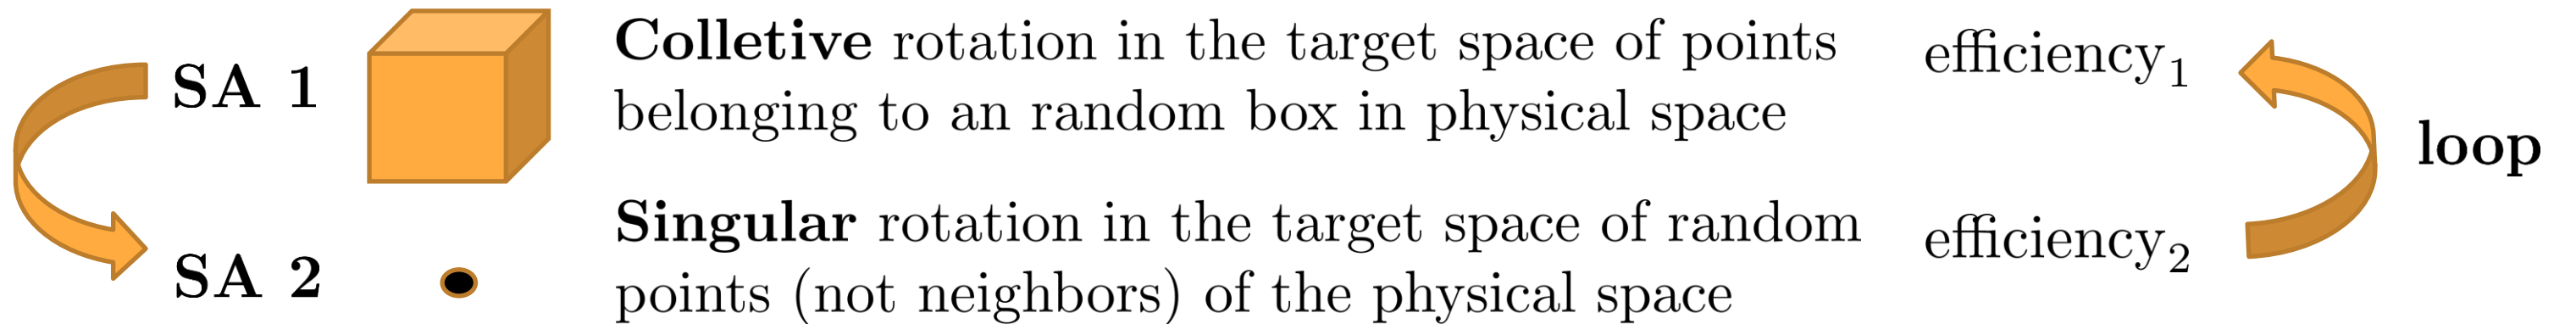 SA 1
Colletive rotation in the target space of points
belonging to an random box in physical space
efficiency₁
loop
SA 2
Singular rotation in the target space of random
points (not neighbors) of the physical space
efficiency₂